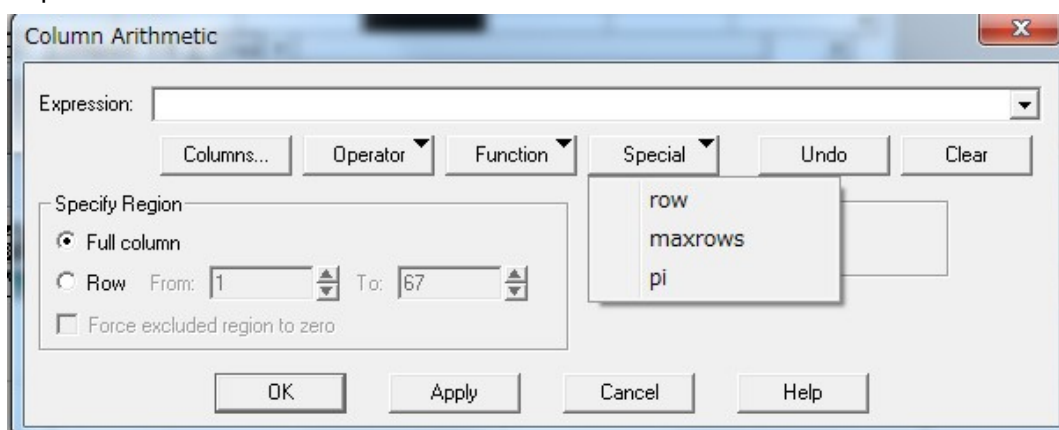 Column Arithmetic
Expression:
Columns... Operator Function Special Undo Clear
row
maxrows
pi
Specify Region
Full column
Row From: 1 To: 67
Force excluded region to zero
OK Apply Cancel Help